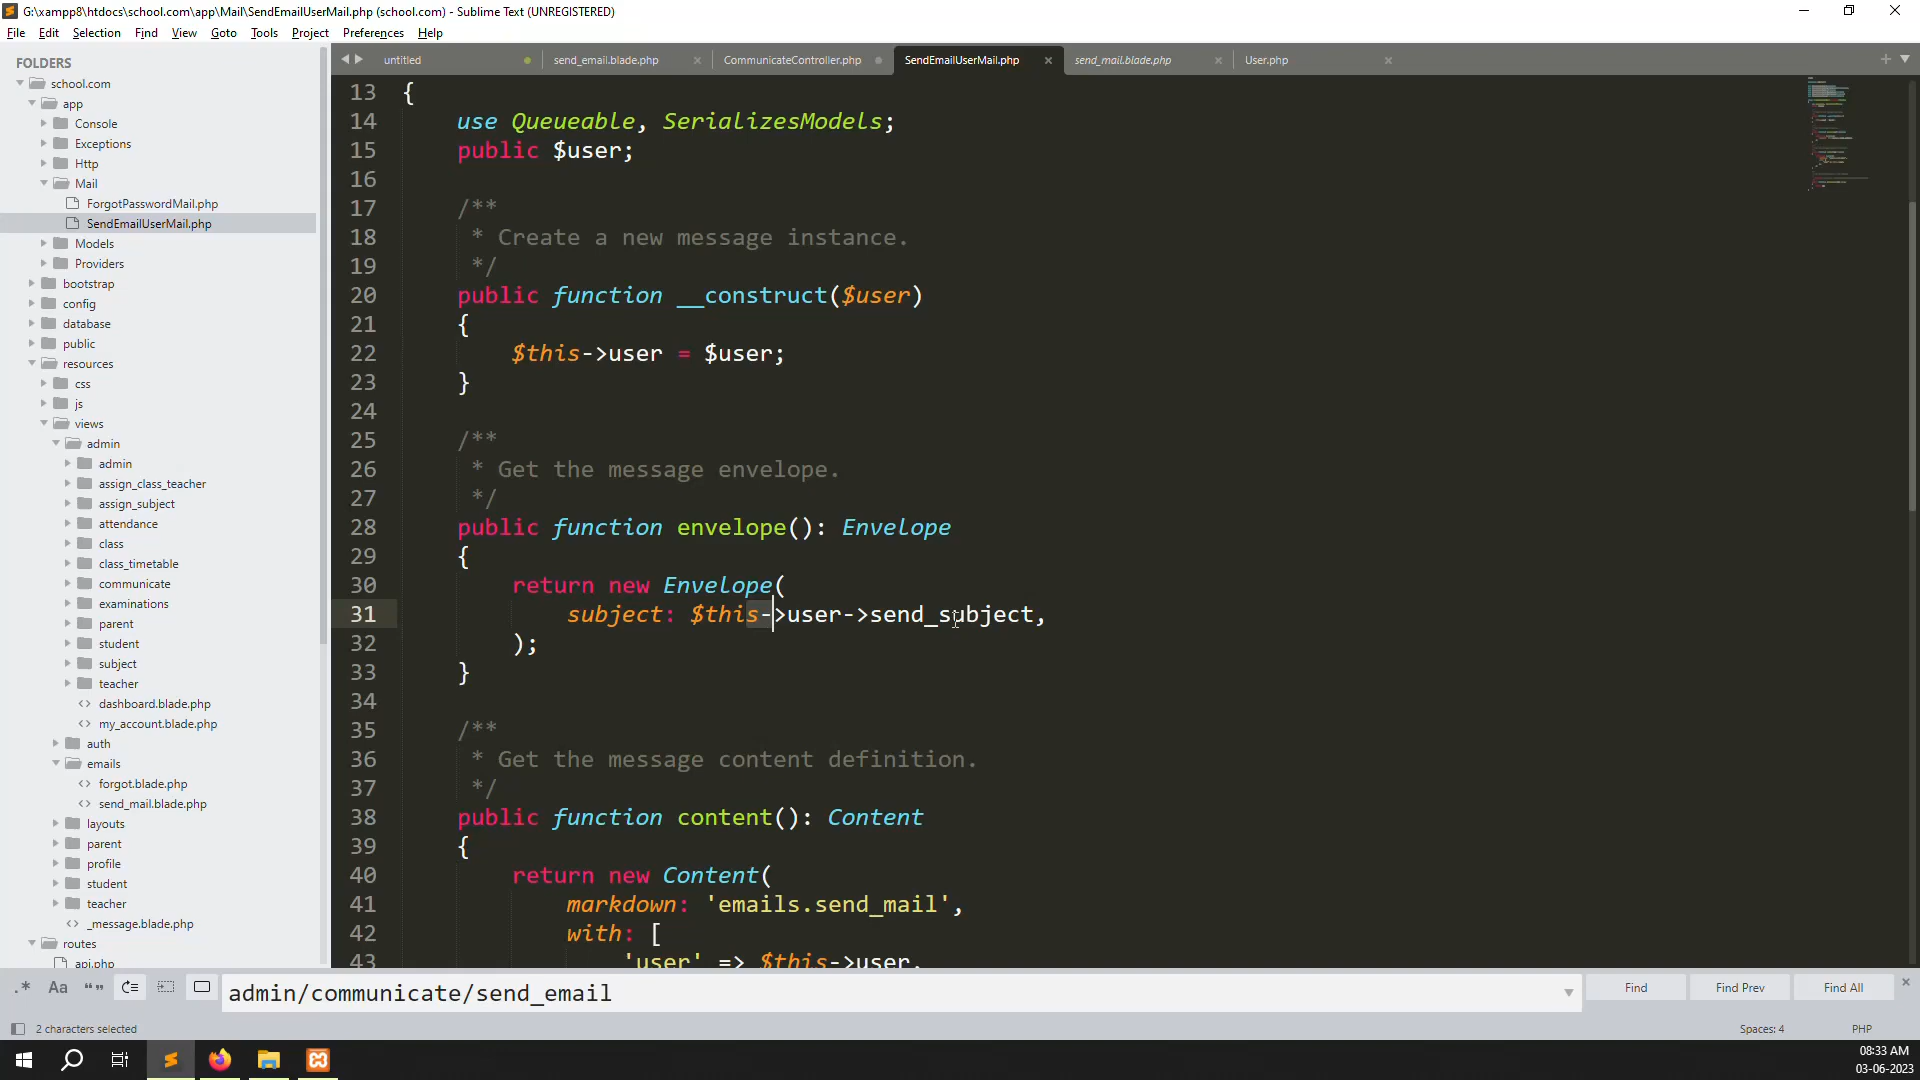 G:\xampp8\htdocs\school.com\app\Mail\SendEmailUserMail.php (school.com) - Sublime Text (UNREGISTERED)
File Edit Selection Find View Goto Tools Project Preferences Help
FOLDERS
school.com
app
Console
Exceptions
Http
Mail
ForgotPasswordMail.php
SendEmailUserMail.php
Models
Providers
bootstrap
config
database
public
resources
css
js
views
admin
admin
assign_class_teacher
assign_subject
attendance
class
class_timetable
communicate
examinations
parent
student
subject
teacher
dashboard.blade.php
my_account.blade.php
auth
emails
forgot.blade.php
send_mail.blade.php
layouts
parent
profile
student
teacher
_message.blade.php
routes
api.php
untitled send_email.blade.php CommunicateController.php SendEmailUserMail.php send_mail.blade.php User.php
13 {
14 use Queueable, SerializesModels;
15 public $user;
16
17 /**
18 * Create a new message instance.
19 */
20 public function __construct($user)
21 {
22 $this->user = $user;
23 }
24
25 /**
26 * Get the message envelope.
27 */
28 public function envelope(): Envelope
29 {
30 return new Envelope(
31 subject: $this->user->send_subject,
32 );
33 }
34
35 /**
36 * Get the message content definition.
37 */
38 public function content(): Content
39 {
40 return new Content(
41 markdown: 'emails.send_mail',
42 with: [
43 'user' => $this->user,
.* Aa “” admin/communicate/send_email Find Find Prev Find All
2 characters selected Spaces: 4 PHP
08:33 AM
03-06-2023